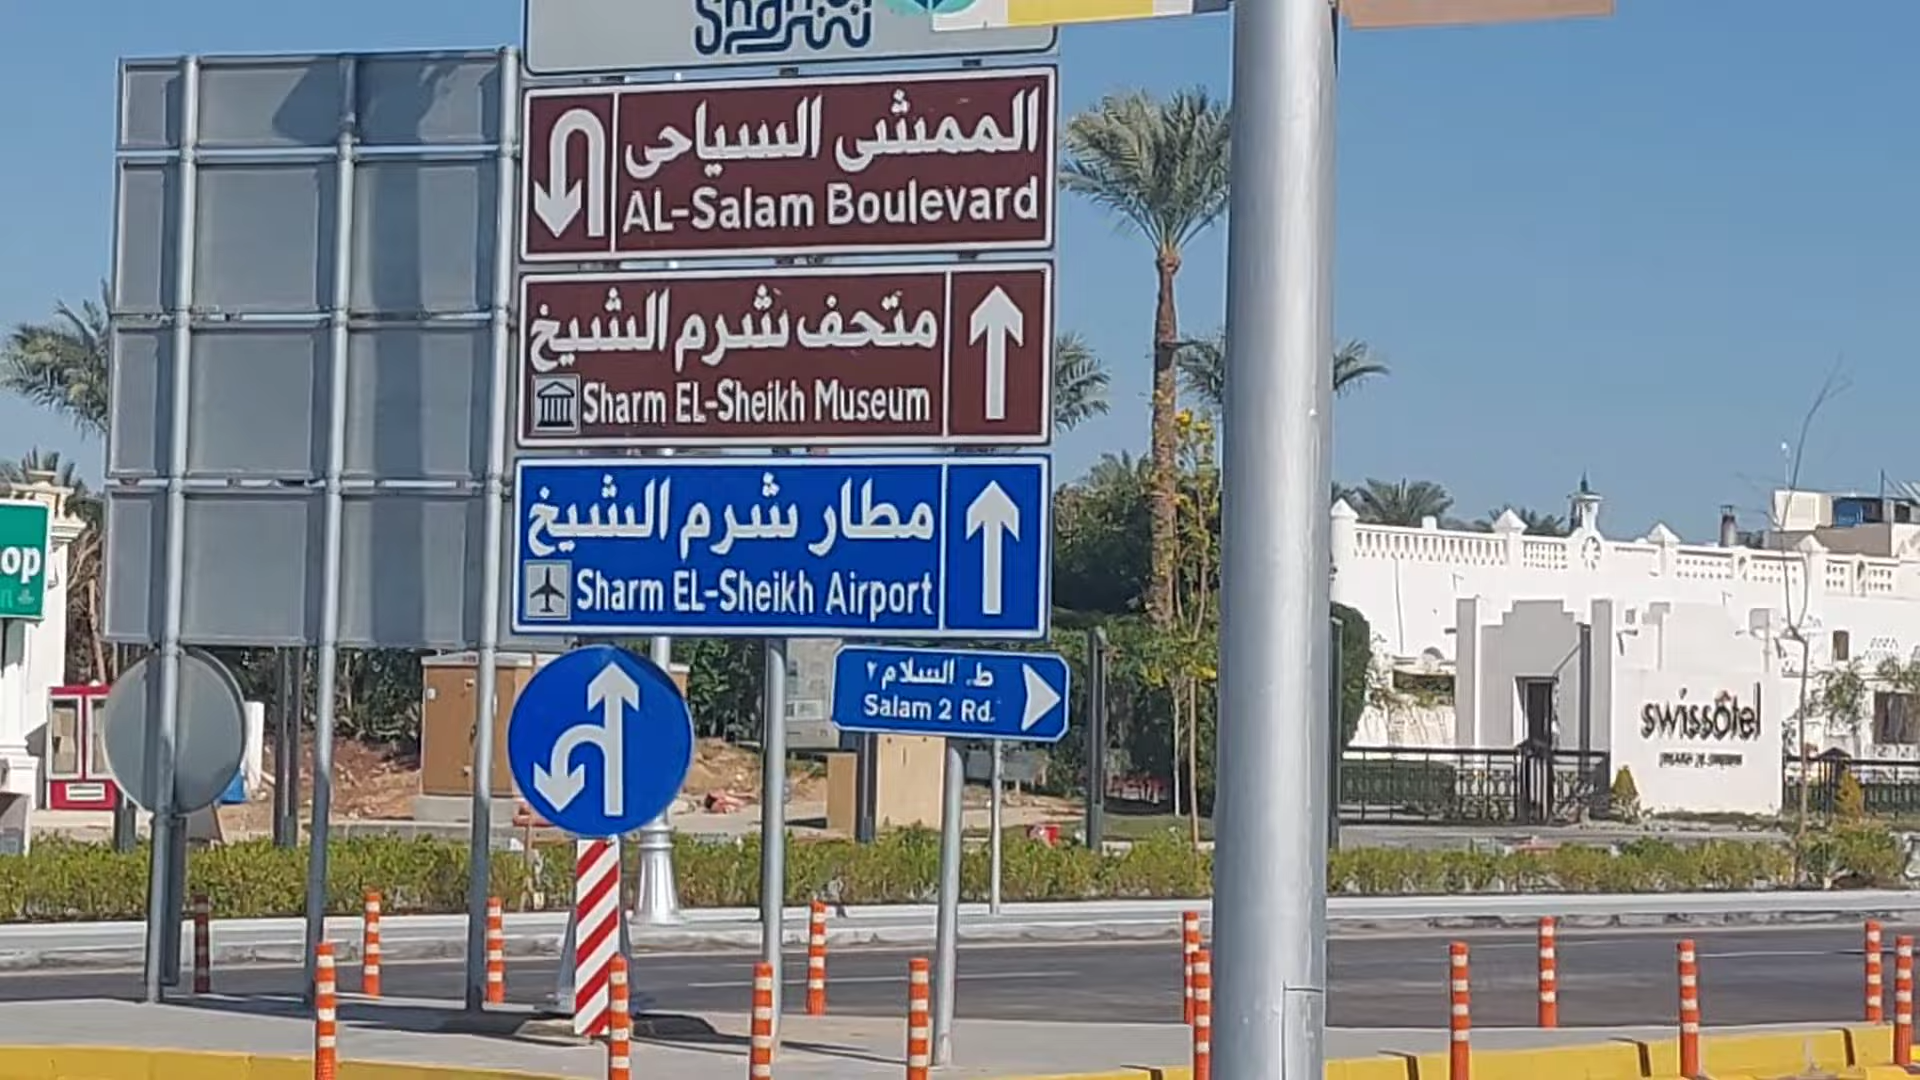 الممشى السياحى
AL-Salam Boulevard
متحف شرم الشيخ
Sharm EL-Sheikh Museum
مطار شرم الشيخ
Sharm EL-Sheikh Airport
ط. السلام ٢
Salam 2 Rd.
op
swissôtel